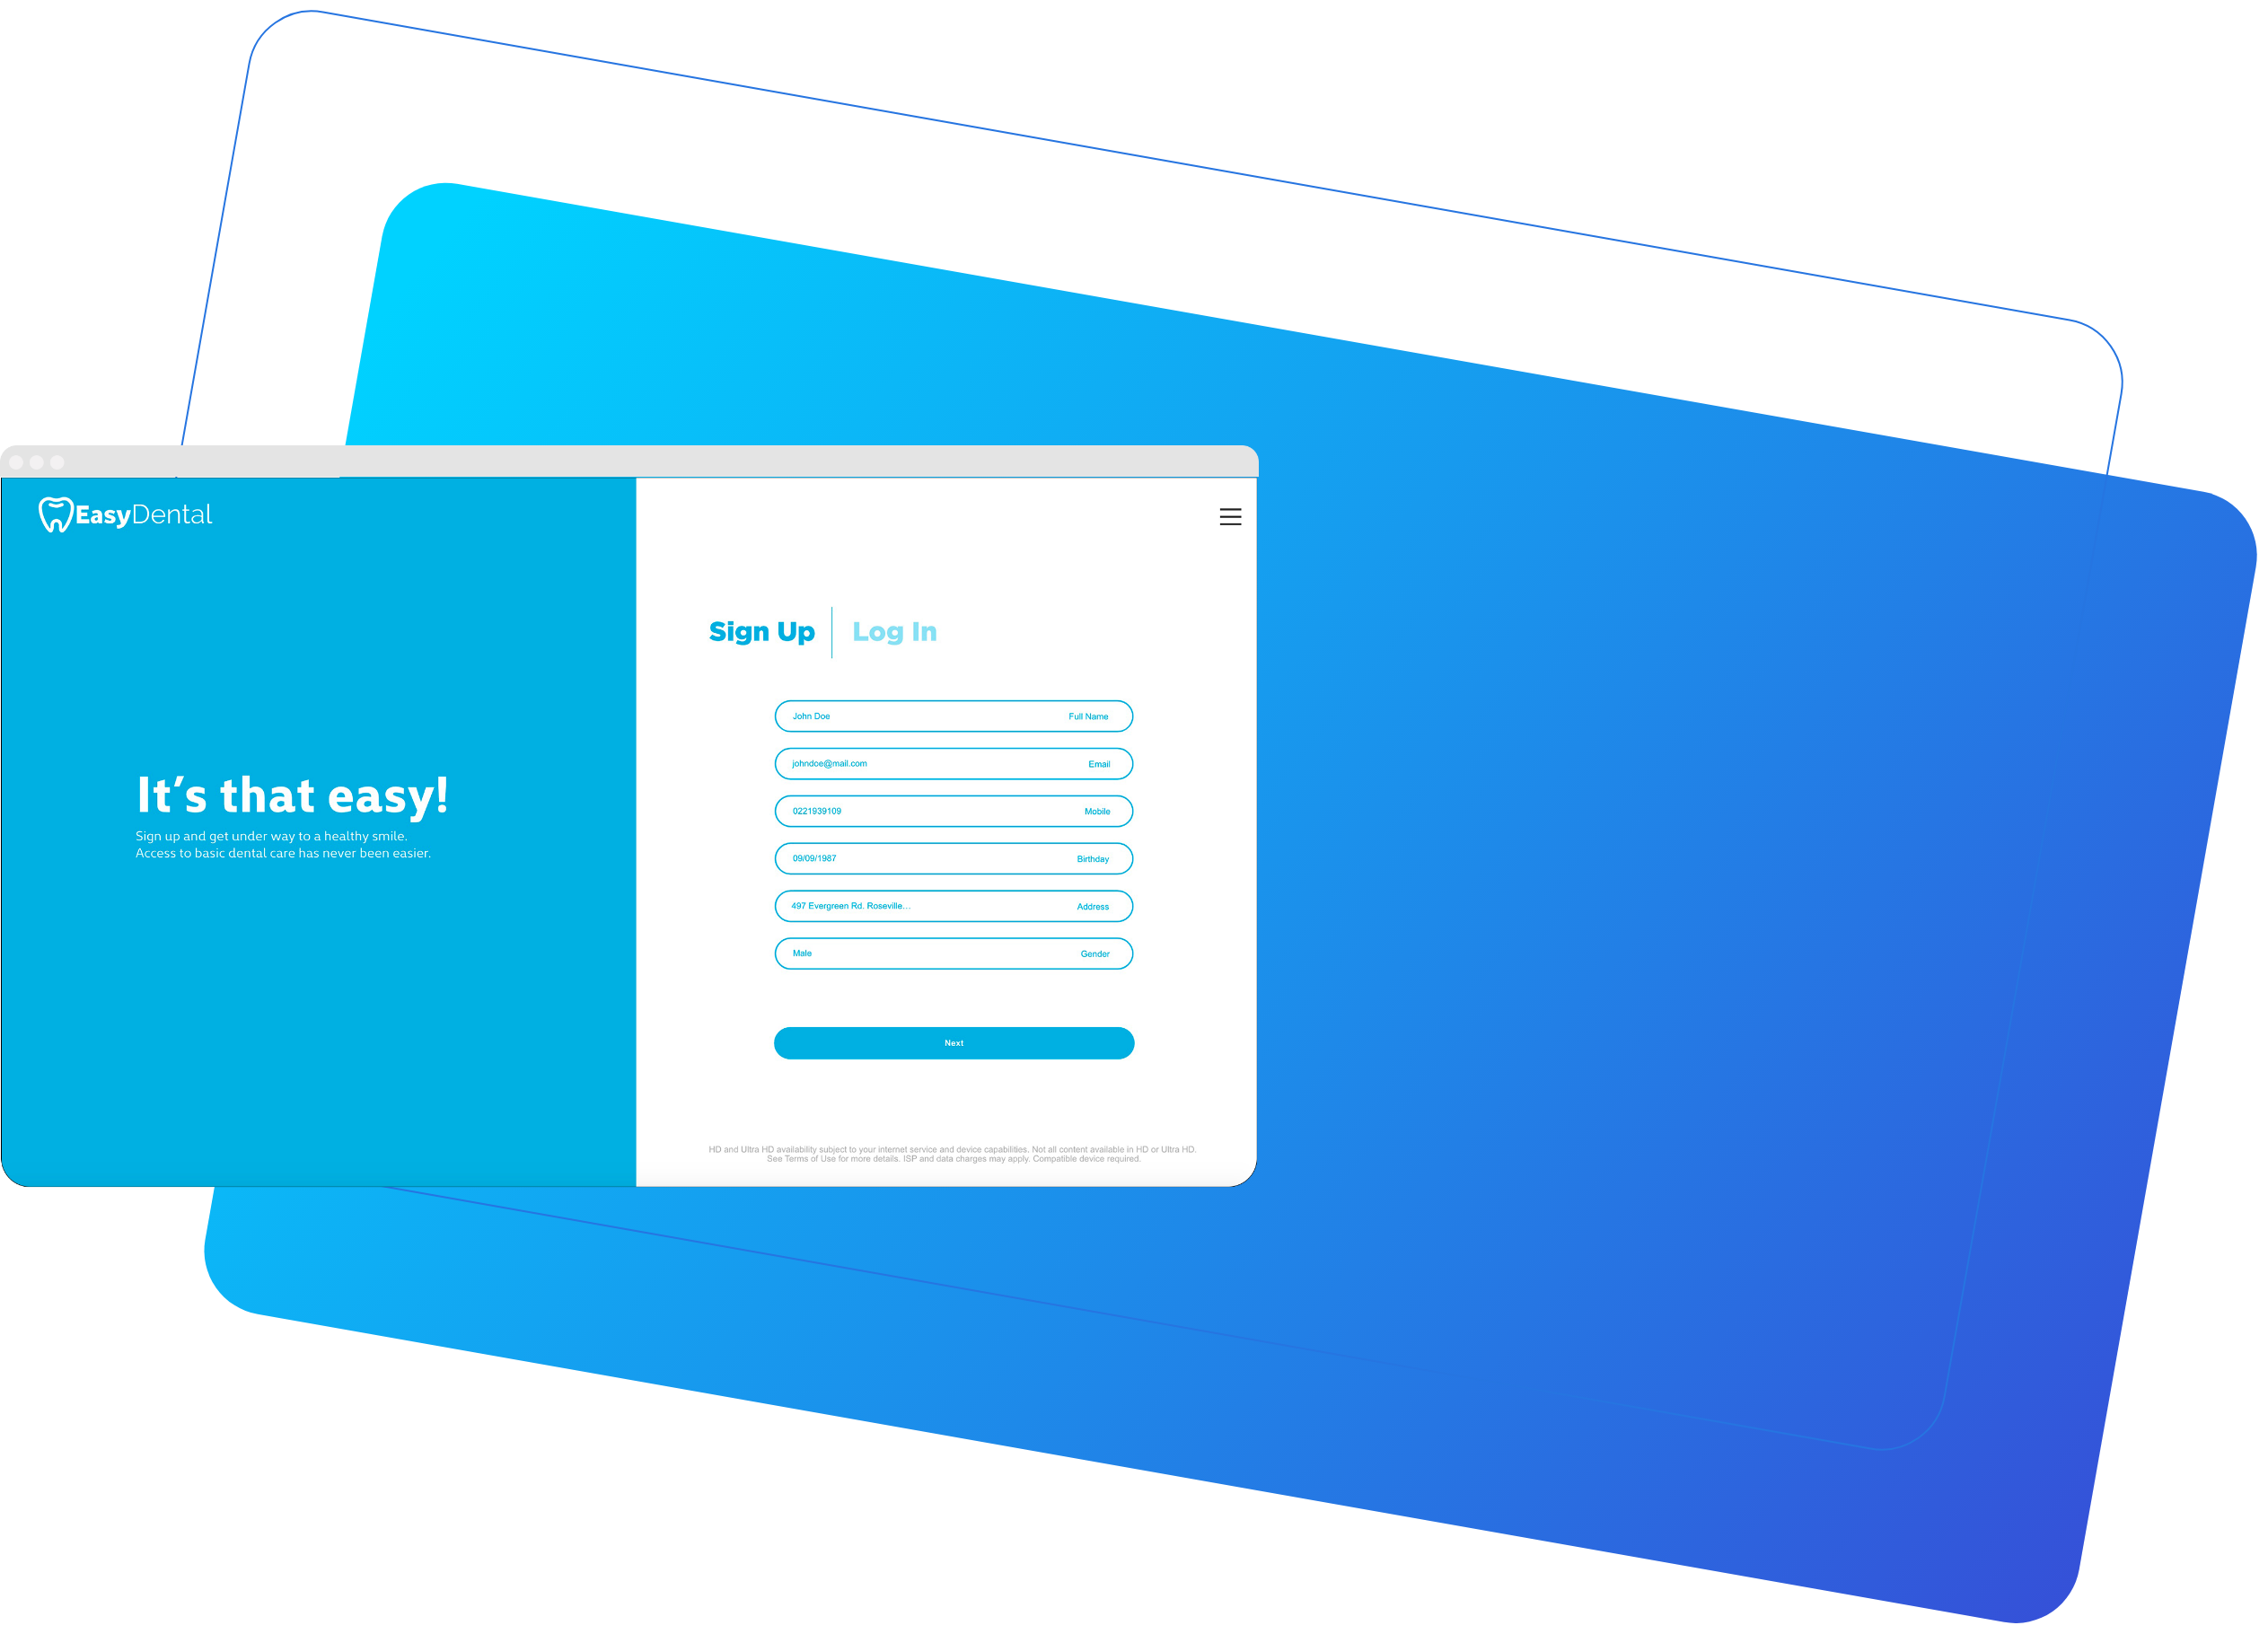 EasyDental
Sign Up
Log In
John Doe Full Name
johndoe@mail.com Email
0221939109 Mobile
09/09/1987 Birthday
497 Evergreen Rd. Roseville... Address
Male Gender
It's that easy!
Sign up and get under way to a healthy smile.
Access to basic dental care has never been easier.
Next
HD and Ultra HD availability subject to your internet service and device capabilities. Not all content available in HD or Ultra HD.
See Terms of Use for more details. ISP and data charges may apply. Compatible device required.